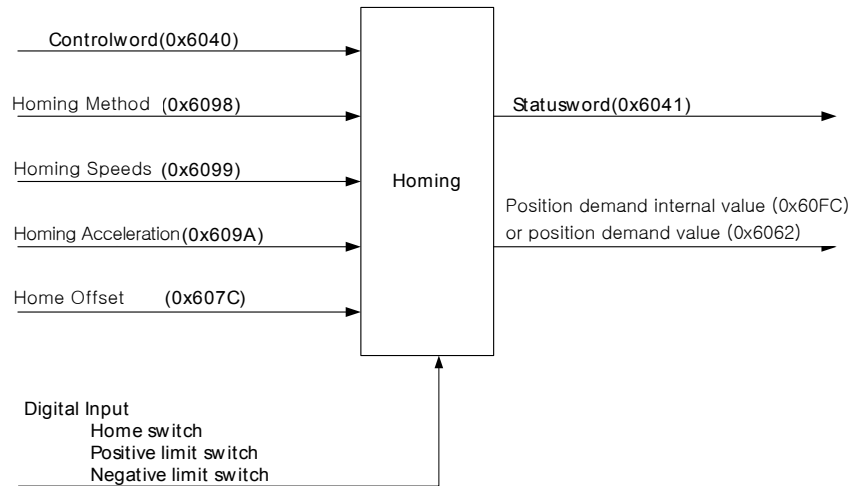 Controlword(0x6040)
Homing Method (0x6098)
Homing Speeds (0x6099)
Homing Acceleration(0x609A)
Home Offset (0x607C)
Homing
Statusword(0x6041)
Position demand internal value (0x60FC)
or position demand value (0x6062)
Digital Input
Home switch
Positive limit switch
Negative limit switch